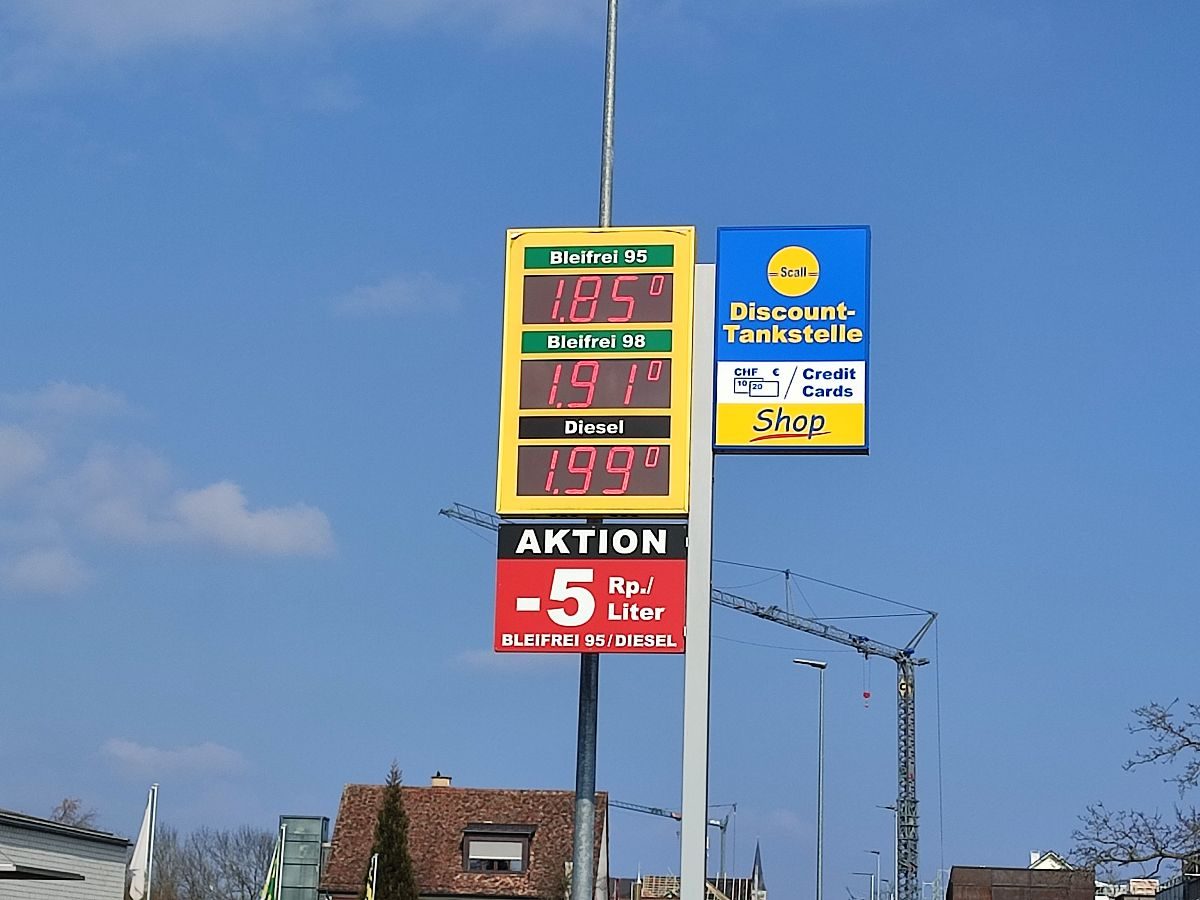 Bleifrei 95
1.85⁰
Bleifrei 98
1.91⁰
Diesel
1.99⁰
AKTION
-5 Rp./
Liter
BLEIFREI 95/DIESEL
Scall
Discount-
Tankstelle
CHF € / Credit
10 20 Cards
Shop